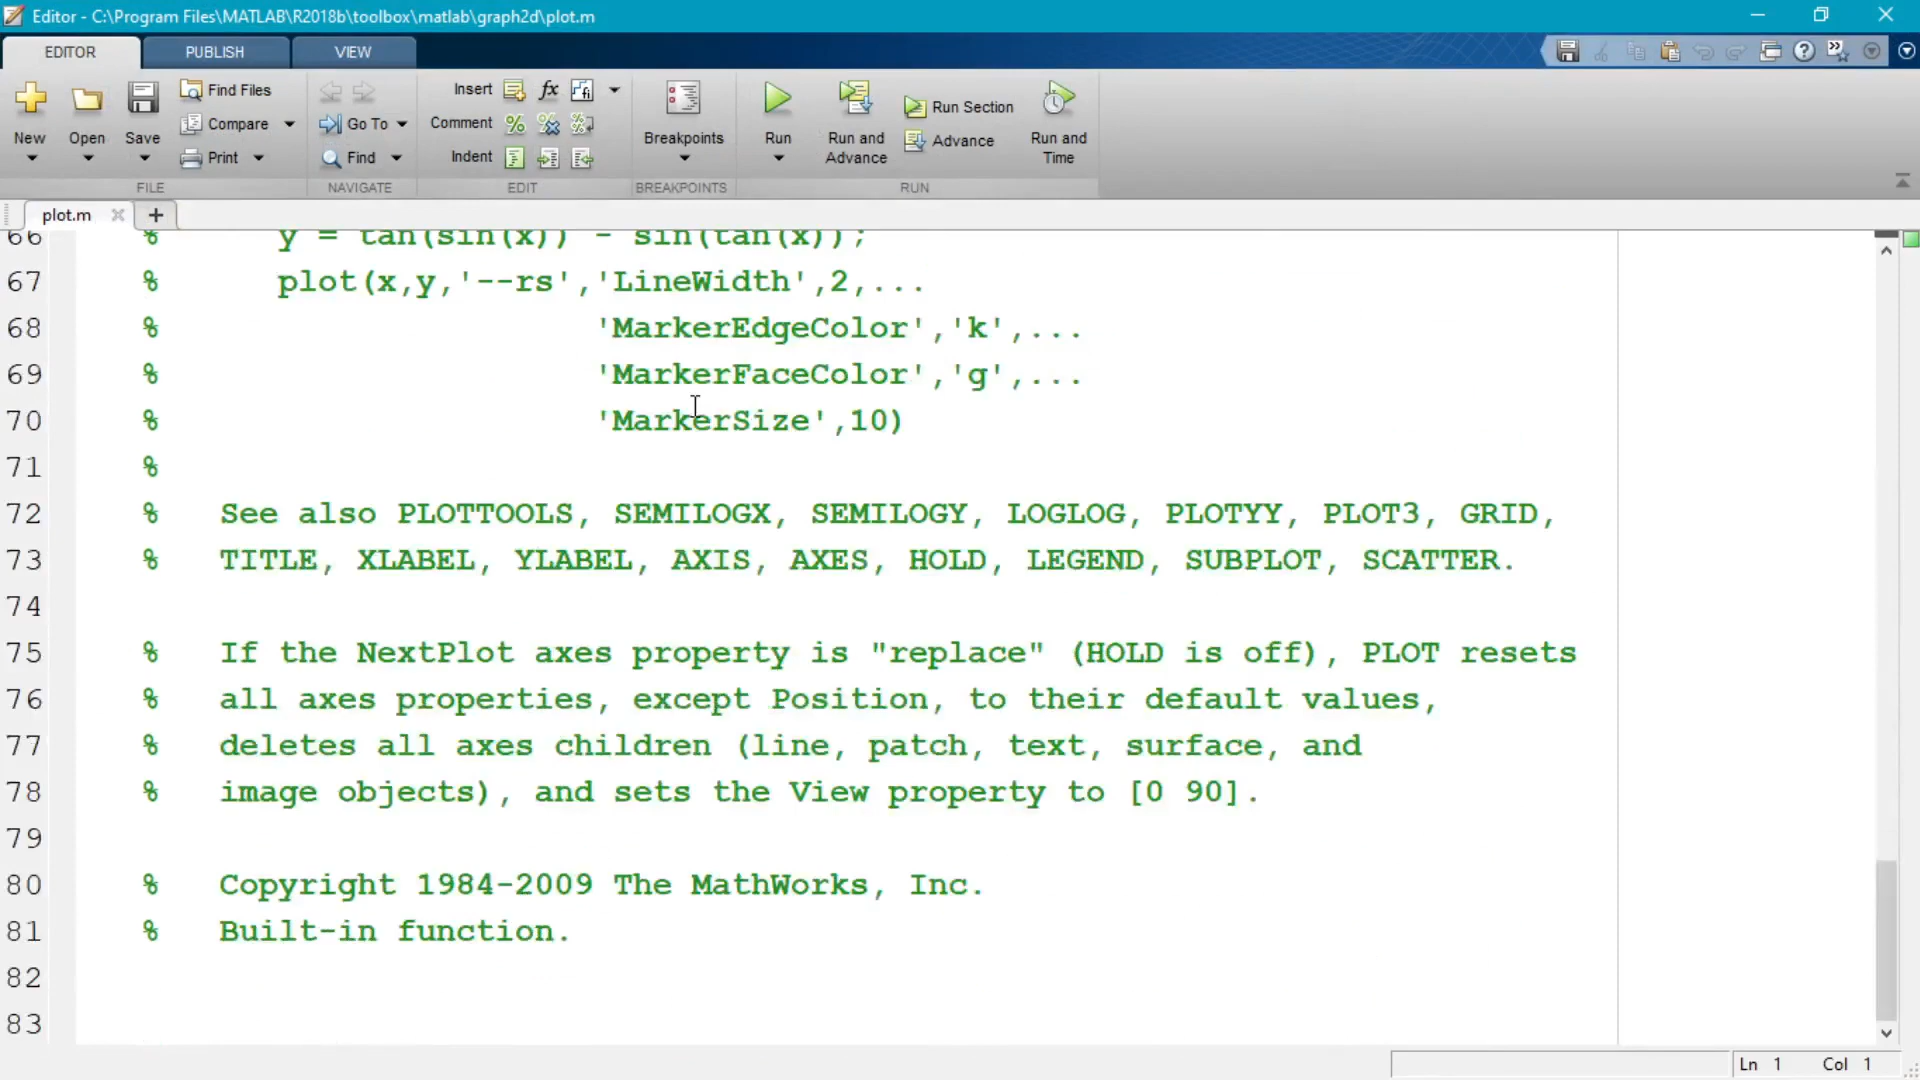 Editor - C:\Program Files\MATLAB\R2018b\toolbox\matlab\graph2d\plot.m
EDITOR PUBLISH VIEW
New Open Save Find Files Compare Print
FILE
Go To Find
NAVIGATE
Insert fx
Comment
Indent
EDIT
Breakpoints
BREAKPOINTS
Run Run and Advance Run Section Advance Run and Time
RUN
plot.m
66 % y = tan(sin(x)) - sin(tan(x));
67 % plot(x,y,'--rs','LineWidth',2,...
68 % 'MarkerEdgeColor','k',...
69 % 'MarkerFaceColor','g',...
70 % 'MarkerSize',10)
71 %
72 % See also PLOTTOOLS, SEMILOGX, SEMILOGY, LOGLOG, PLOTYY, PLOT3, GRID,
73 % TITLE, XLABEL, YLABEL, AXIS, AXES, HOLD, LEGEND, SUBPLOT, SCATTER.
74
75 % If the NextPlot axes property is "replace" (HOLD is off), PLOT resets
76 % all axes properties, except Position, to their default values,
77 % deletes all axes children (line, patch, text, surface, and
78 % image objects), and sets the View property to [0 90].
79
80 % Copyright 1984-2009 The MathWorks, Inc.
81 % Built-in function.
82
83
Ln 1 Col 1